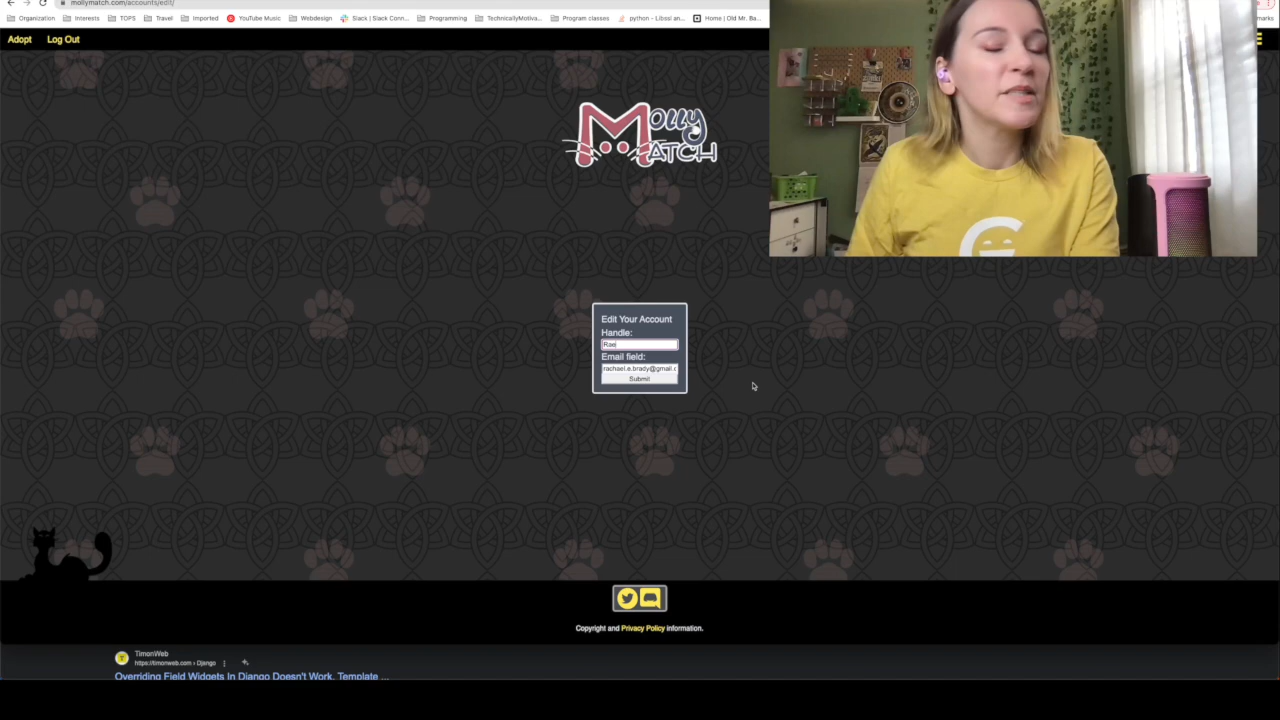 mollymatch.com/accounts/edit/
Organization Interests TOPS Travel Imported YouTube Music Webdesign Slack | Slack Conn... Programming TechnicallyMotiva... Program classes python - Libssl an... Home | Old Mr. Ba...
Adopt Log Out
Molly
Match
Edit Your Account
Handle:
Rae
Email field:
rachael.e.brady@gmail.c
Submit
Copyright and Privacy Policy information.
TimonWeb
https://timonweb.com › Django
Overriding Field Widgets In Django Doesn't Work, Template ...